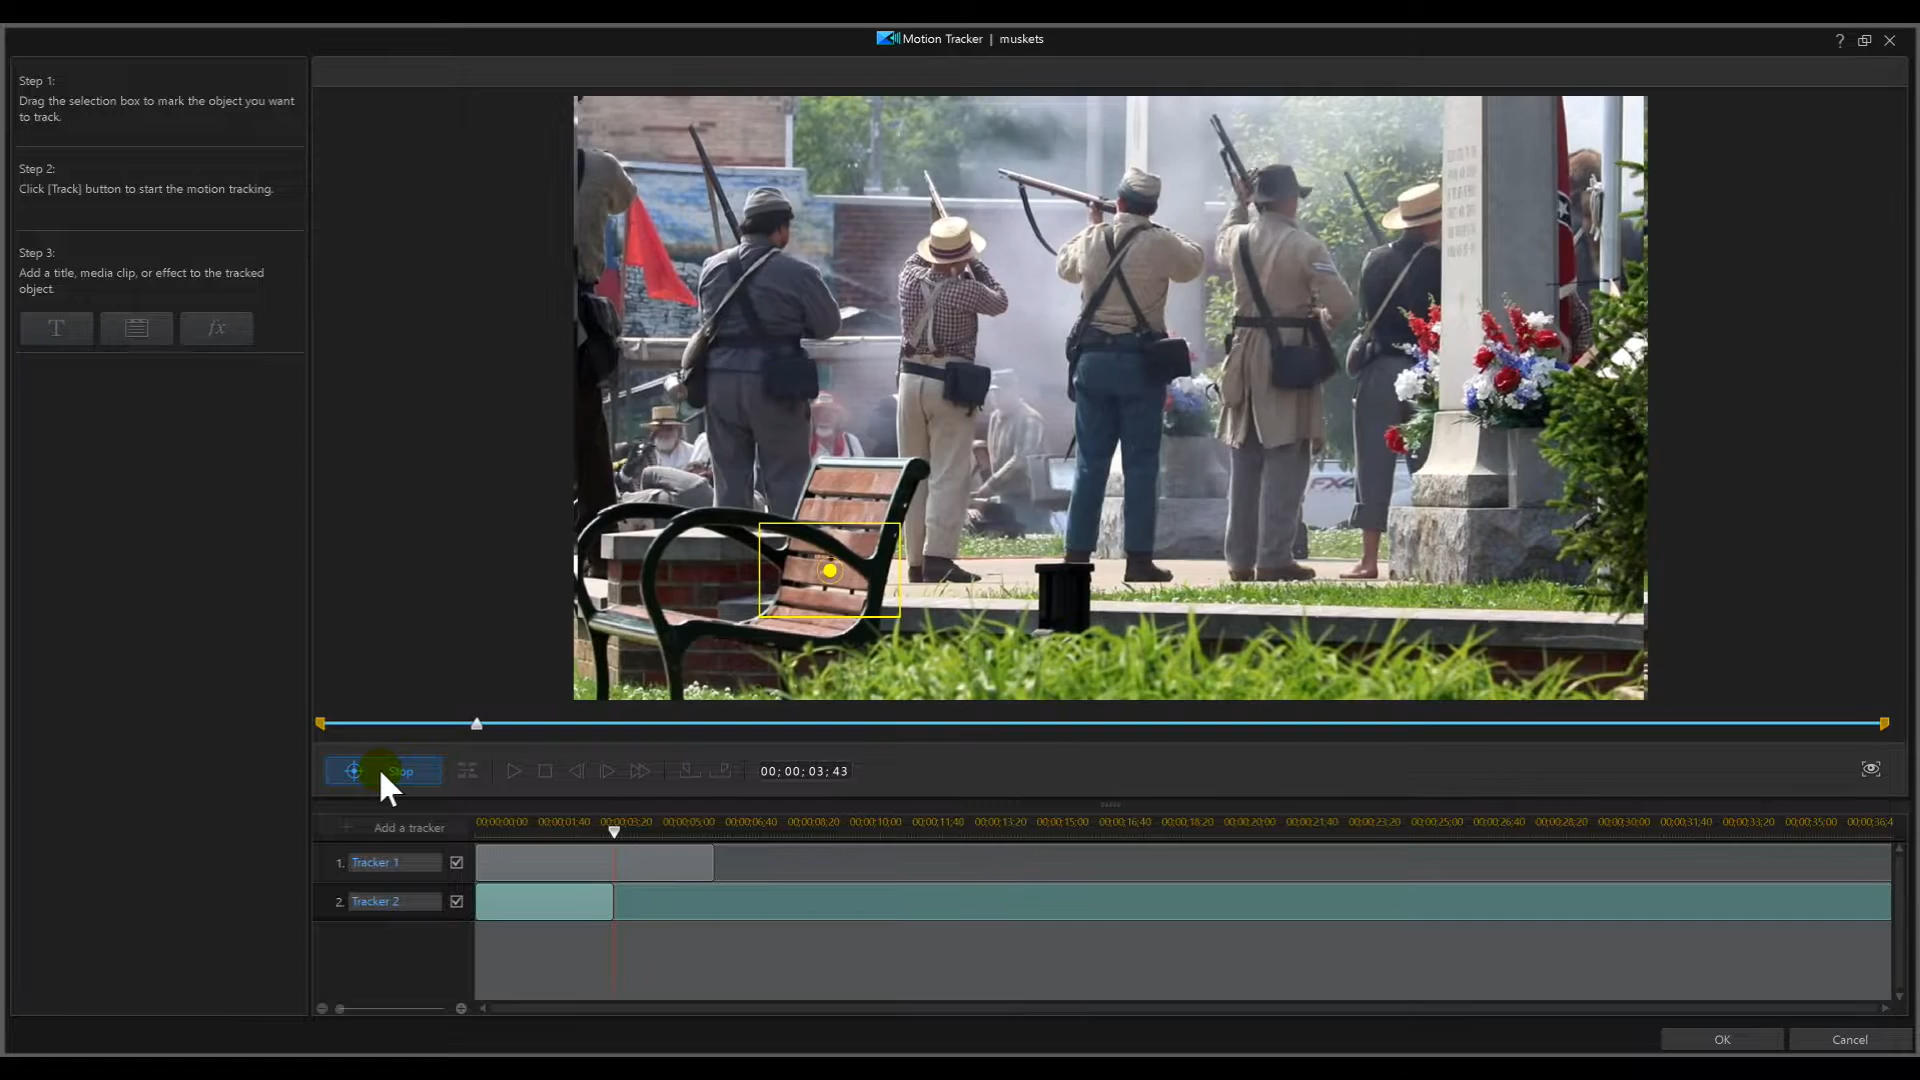 Motion Tracker | muskets
?
Step 1:
Drag the selection box to mark the object you want
to track.
Step 2:
Click [Track] button to start the motion tracking.
Step 3:
Add a title, media clip, or effect to the tracked
object.
T
fx
FX4
Stop
00; 00; 03; 43
Add a tracker
00;00;00;00 00;00;01;40 00;00;03;20 00;00;05;00 00;00;06;40 00;00;08;20 00;00;10;00 00;00;11;40 00;00;13;20 00;00;15;00 00;00;16;40 00;00;18;20 00;00;20;00 00;00;21;40 00;00;23;20 00;00;25;00 00;00;26;40 00;00;28;20 00;00;30;00 00;00;31;40 00;00;33;20 00;00;35;00 00;00;36;4
1. Tracker 1
2. Tracker 2
OK
Cancel